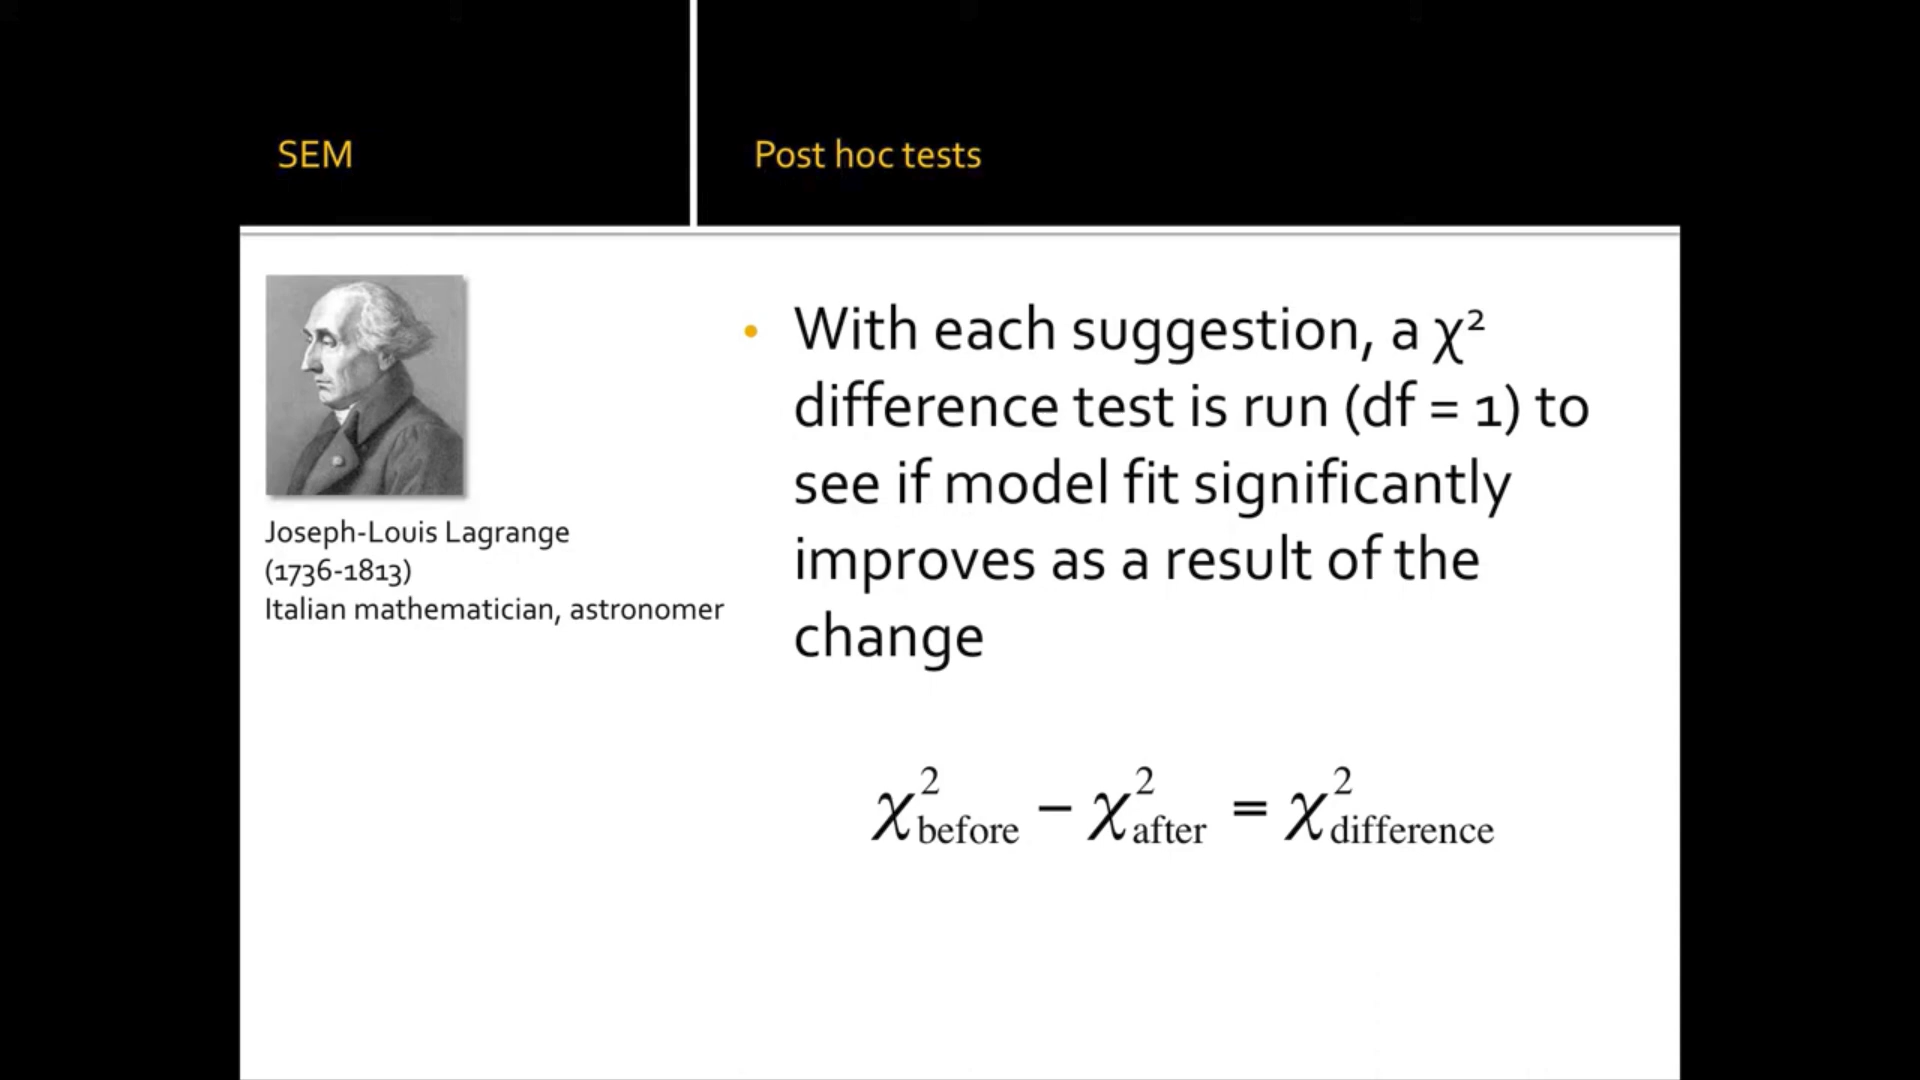 SEM
Post hoc tests
Joseph-Louis Lagrange
(1736-1813)
Italian mathematician, astronomer
• With each suggestion, a χ²
difference test is run (df = 1) to
see if model fit significantly
improves as a result of the
change
χ²before − χ²after = χ²difference